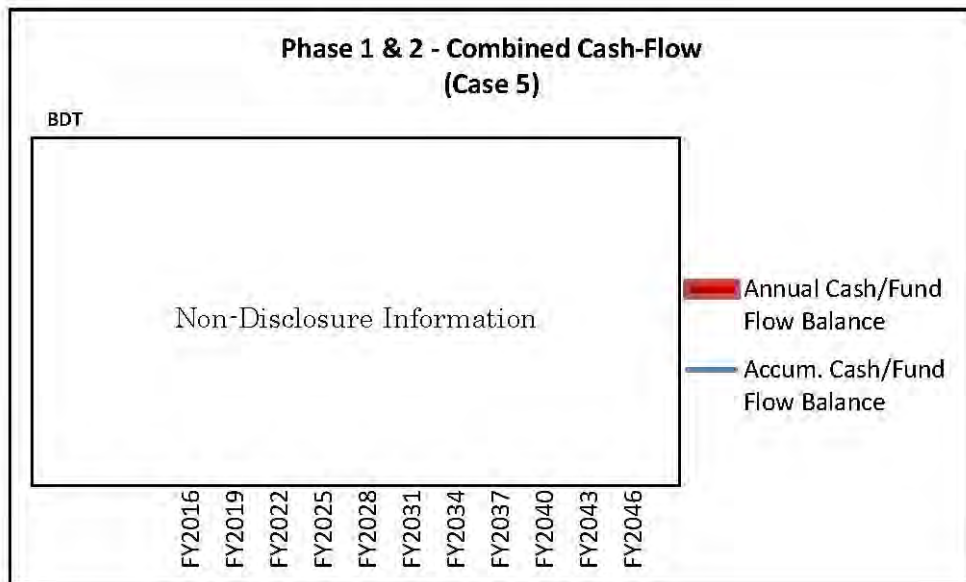 Phase 1 & 2 - Combined Cash-Flow
(Case 5)
BDT
Non-Disclosure Information
Annual Cash/Fund
Flow Balance
Accum. Cash/Fund
Flow Balance
FY2016
FY2019
FY2022
FY2025
FY2028
FY2031
FY2034
FY2037
FY2040
FY2043
FY2046